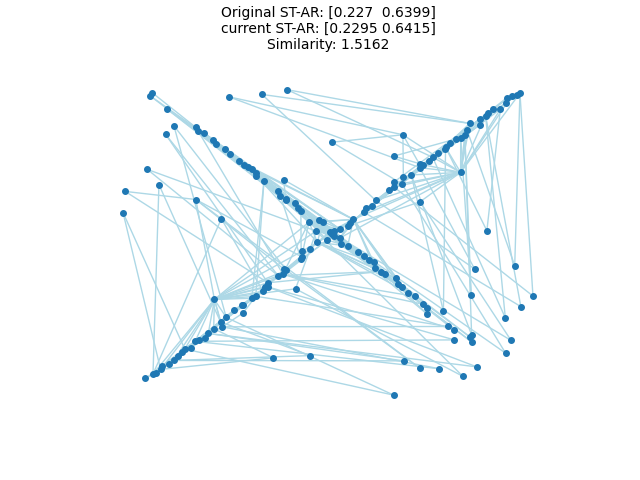 Original ST-AR: [0.227  0.6399]
current ST-AR: [0.2295 0.6415]
Similarity: 1.5162